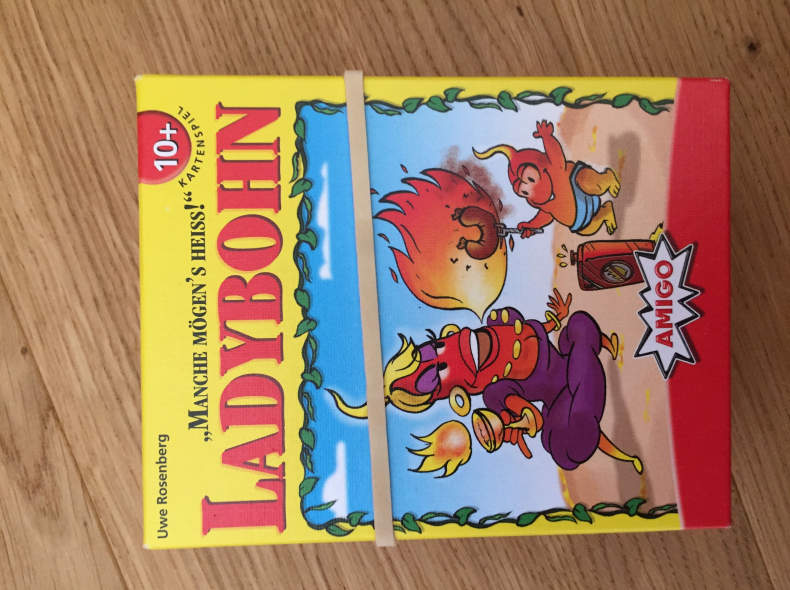 Uwe Rosenberg
10+
KARTENSPIEL
„MANCHE MÖGEN'S HEISS!“
LADYBOHN
AMIGO